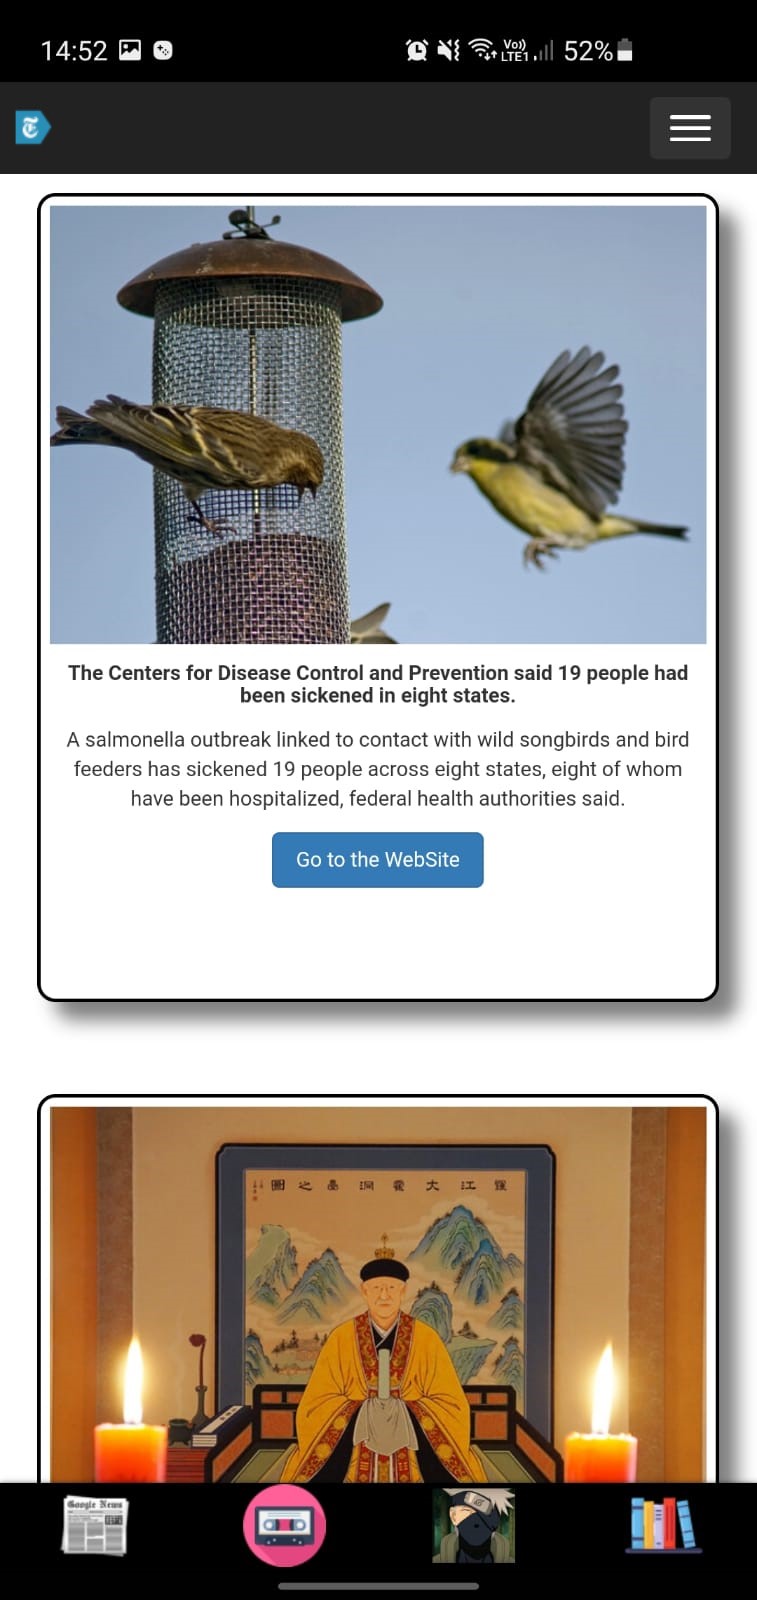 14:52
Vo)) LTE1 52%
The Centers for Disease Control and Prevention said 19 people had
been sickened in eight states.
A salmonella outbreak linked to contact with wild songbirds and bird
feeders has sickened 19 people across eight states, eight of whom
have been hospitalized, federal health authorities said.
Go to the WebSite
Google News